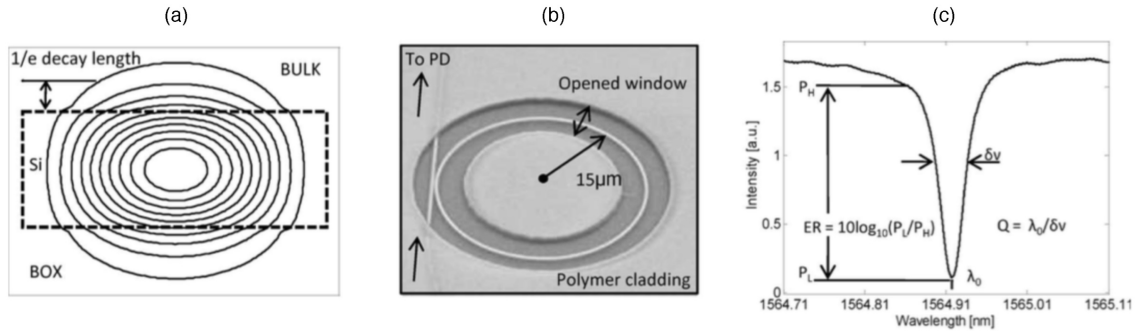 (a)
1/e decay length
BULK
Si
BOX
(b)
To PD
Opened window
15μm
Polymer cladding
(c)
Intensity [a.u.]
1.5
1
0.5
0
P_H
δν
ER = 10log₁₀(P_L/P_H)
Q = λ₀/δν
P_L
λ₀
1564.71 1564.81 1564.91 1565.01 1565.11
Wavelength [nm]